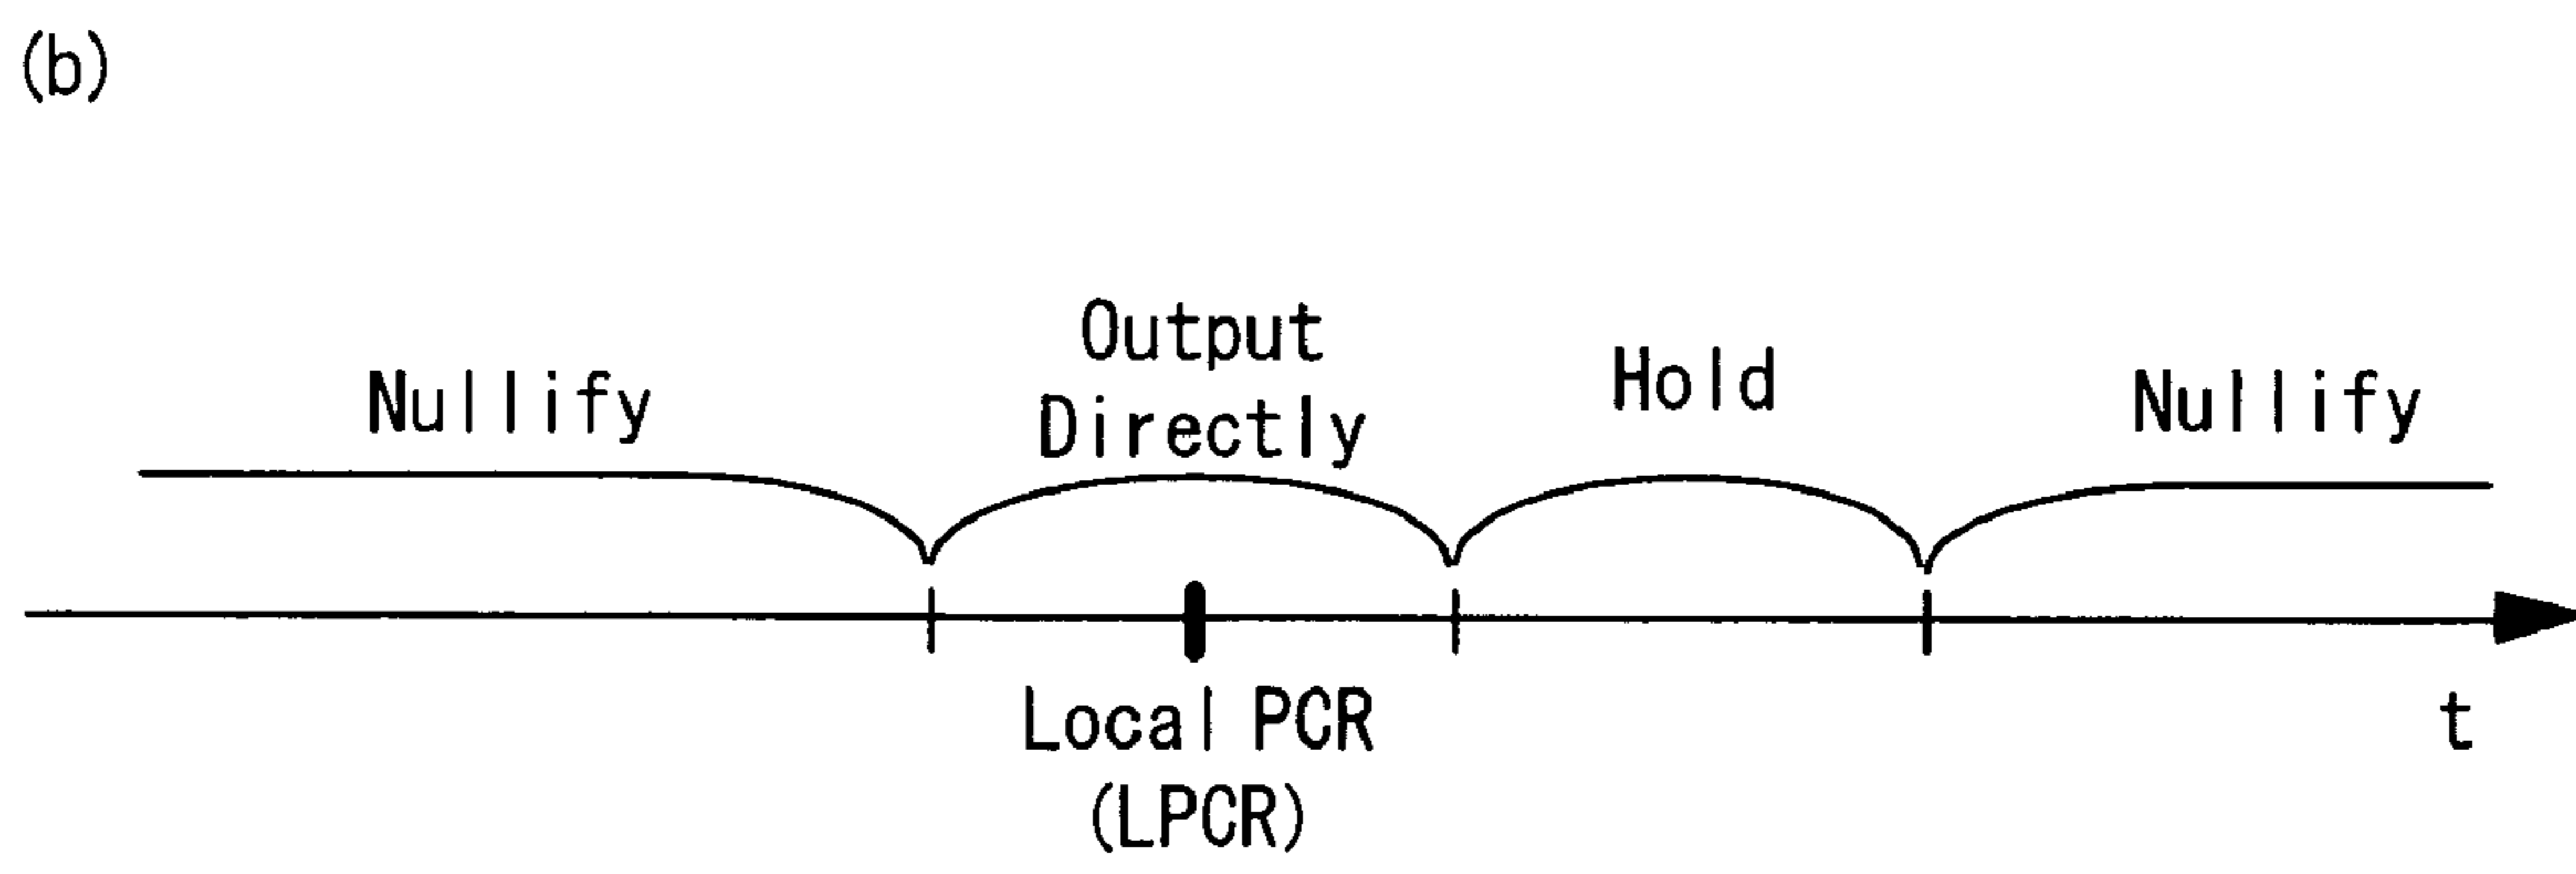 (b)
Nullify
Output
Directly
Hold
Nullify
Local PCR
(LPCR)
t